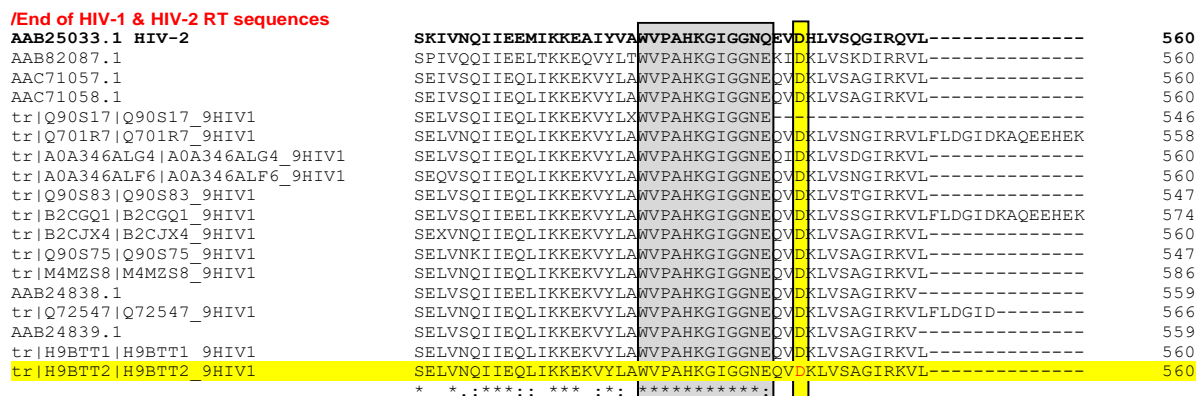 /End of HIV-1 & HIV-2 RT sequences
AAB25033.1 HIV-2 SKIVNQIIEEMIKKEAIYVAWVPAHKGIGGNQEVDHLVSQGIRQVL-------------- 560
AAB82087.1 SPIVQQIIEELTKKEQVYLTWVPAHKGIGGNEKIDKLVSKDIRRVL-------------- 560
AAC71057.1 SEIVSQIIEQLIKKEKVYLAWVPAHKGIGGNEQVDKLVSAGIRKVL-------------- 560
AAC71058.1 SEIVSQIIEQLIKKEKVYLAWVPAHKGIGGNEQVDKLVSAGIRKVL-------------- 560
tr|Q90S17|Q90S17_9HIV1 SELVSQIIEQLIKKEKVYLXWVPAHKGIGGNE---------------------------- 546
tr|Q701R7|Q701R7_9HIV1 SELVNQIIEQLIKKEKVYLAWVPAHKGIGGNEQVDKLVSNGIRRVLFLDGIDKAQEEHEK 558
tr|A0A346ALG4|A0A346ALG4_9HIV1 SELVSQIIEQLIKKEKVYLAWVPAHKGIGGNEQIDKLVSDGIRKVL-------------- 560
tr|A0A346ALF6|A0A346ALF6_9HIV1 SEQVSQIIEQLIKKEKVYLAWVPAHKGIGGNEQVDKLVSNGIRKVL-------------- 560
tr|Q90S83|Q90S83_9HIV1 SELVSQIIEQLIKKEKVYLAWVPAHKGIGGNEQVDKLVSTGIRKVL-------------- 547
tr|B2CGQ1|B2CGQ1_9HIV1 SELVSQIIEELIKKEKVYLAWVPAHKGIGGNEQVDKLVSSGIRKVLFLDGIDKAQEEHEK 574
tr|B2CJX4|B2CJX4_9HIV1 SEXVNQIIEQLIKKEKVYLAWVPAHKGIGGNEQVDKLVSAGIRKVL-------------- 560
tr|Q90S75|Q90S75_9HIV1 SELVNKIIEQLIKKEKVYLAWVPAHKGIGGNEQVDKLVSAGIRKVL-------------- 547
tr|M4MZS8|M4MZS8_9HIV1 SELVNQIIEQLIKKEKVYLAWVPAHKGIGGNEQVDKLVSAGIRKVL-------------- 586
AAB24838.1 SELVSQIIEELIKKEKVYLAWVPAHKGIGGNEQVDKLVSAGIRKV--------------- 559
tr|Q72547|Q72547_9HIV1 SELVNQIIEQLIKKEKVYLAWVPAHKGIGGNEQVDKLVSAGIRKVLFLDGID-------- 566
AAB24839.1 SELVSQIIEQLIKKEKVYLAWVPAHKGIGGNEQVDKLVSAGIRKV--------------- 559
tr|H9BTT1|H9BTT1_9HIV1 SELVNQIIEQLIKKEKVYLAWVPAHKGIGGNEQVDKLVSAGIRKVL-------------- 560
tr|H9BTT2|H9BTT2_9HIV1 SELVNQIIEQLIKKEKVYLAWVPAHKGIGGNEQVDKLVSAGIRKVL-------------- 560
*  *.:***:: *** :*: ***********: